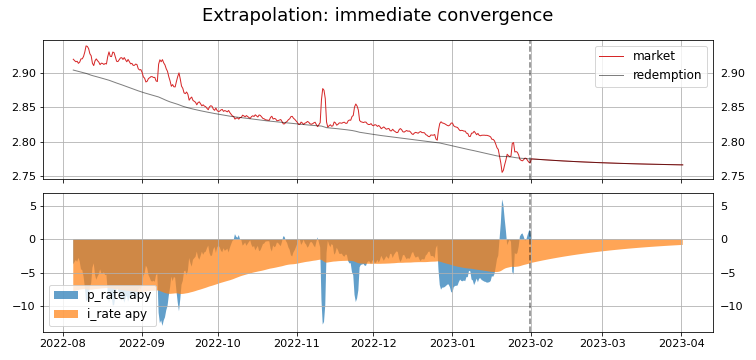 Extrapolation: immediate convergence
market
redemption
2.90
2.90
2.85
2.85
2.80
2.80
2.75
2.75
5
5
0
0
−5
−5
−10
−10
p_rate apy
i_rate apy
2022-08 2022-09 2022-10 2022-11 2022-12 2023-01 2023-02 2023-03 2023-04